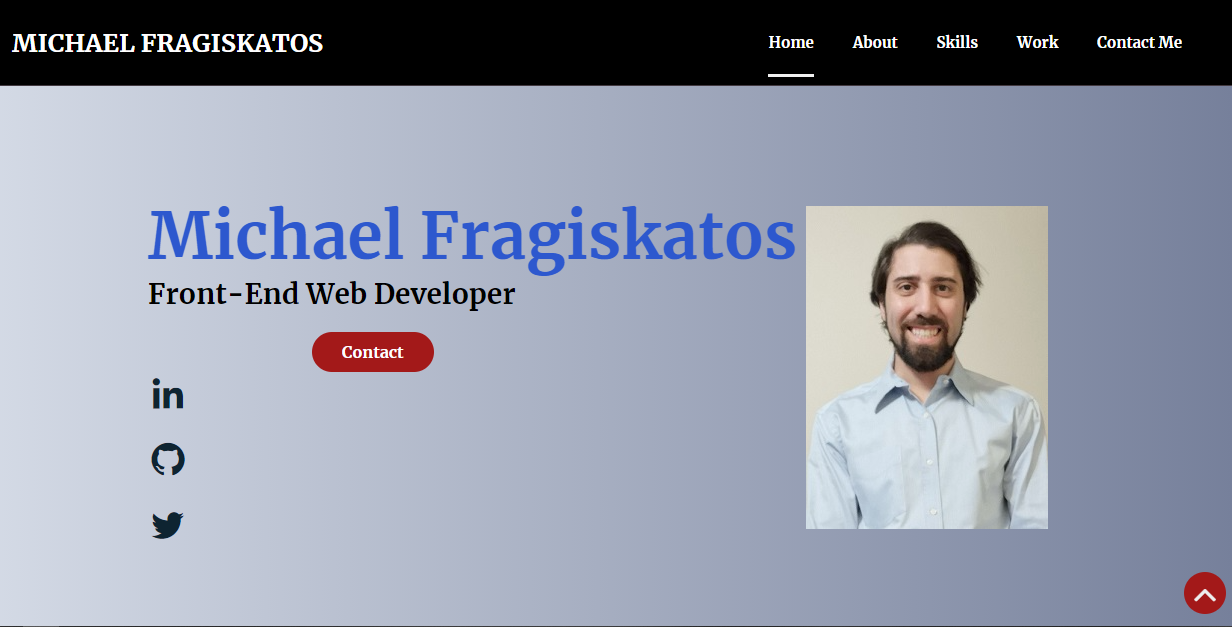 MICHAEL FRAGISKATOS
Home About Skills Work Contact Me
Michael Fragiskatos
Front-End Web Developer
Contact
in